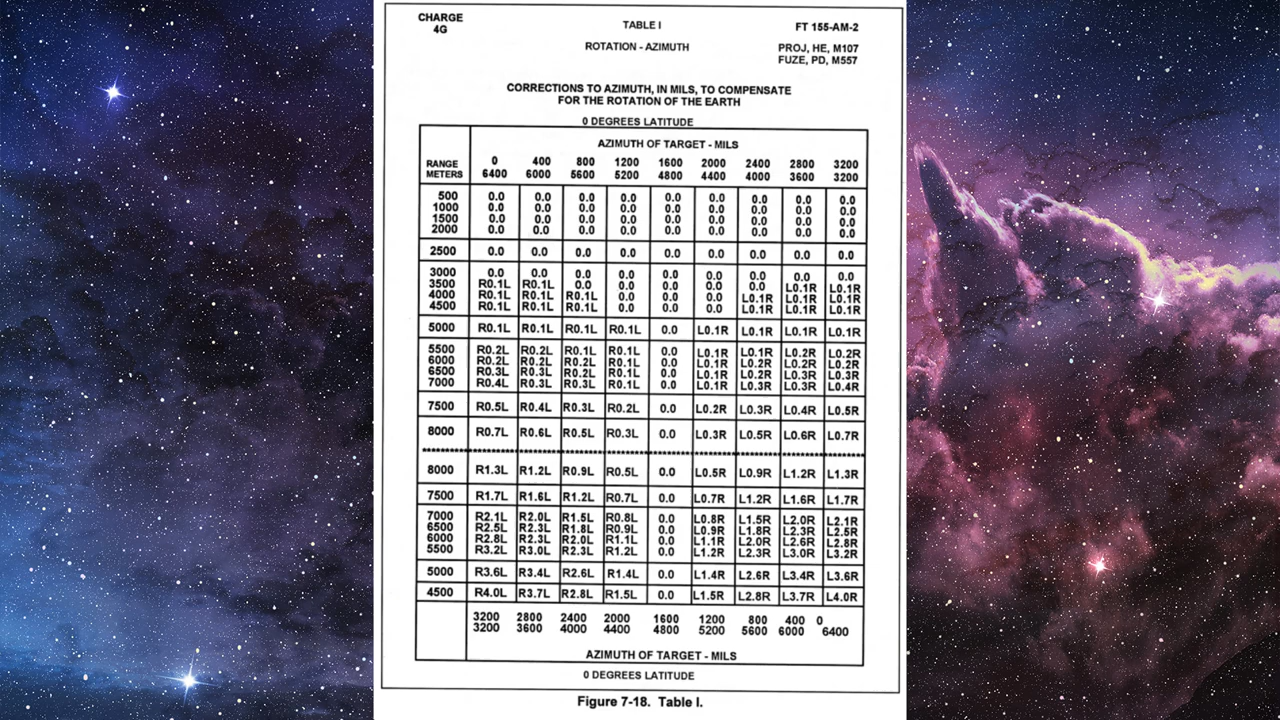 CHARGE TABLE I FT 155-AM-2
4G
ROTATION - AZIMUTH PROJ, HE, M107
FUZE, PD, M557
CORRECTIONS TO AZIMUTH, IN MILS, TO COMPENSATE
FOR THE ROTATION OF THE EARTH
0 DEGREES LATITUDE
AZIMUTH OF TARGET - MILS
RANGE 0 400 800 1200 1600 2000 2400 2800 3200
METERS 6400 6000 5600 5200 4800 4400 4000 3600 3200
500 0.0 0.0 0.0 0.0 0.0 0.0 0.0 0.0 0.0
1000 0.0 0.0 0.0 0.0 0.0 0.0 0.0 0.0 0.0
1500 0.0 0.0 0.0 0.0 0.0 0.0 0.0 0.0 0.0
2000 0.0 0.0 0.0 0.0 0.0 0.0 0.0 0.0 0.0
2500 0.0 0.0 0.0 0.0 0.0 0.0 0.0 0.0 0.0
3000 0.0 0.0 0.0 0.0 0.0 0.0 0.0 0.0 0.0
3500 R0.1L R0.1L 0.0 0.0 0.0 0.0 0.0 L0.1R L0.1R
4000 R0.1L R0.1L R0.1L 0.0 0.0 0.0 L0.1R L0.1R L0.1R
4500 R0.1L R0.1L R0.1L 0.0 0.0 0.0 L0.1R L0.1R L0.1R
5000 R0.1L R0.1L R0.1L R0.1L 0.0 L0.1R L0.1R L0.1R L0.1R
5500 R0.2L R0.2L R0.1L R0.1L 0.0 L0.1R L0.1R L0.2R L0.2R
6000 R0.2L R0.2L R0.2L R0.1L 0.0 L0.1R L0.2R L0.2R L0.2R
6500 R0.3L R0.3L R0.2L R0.1L 0.0 L0.1R L0.2R L0.3R L0.3R
7000 R0.4L R0.3L R0.3L R0.1L 0.0 L0.1R L0.3R L0.3R L0.4R
7500 R0.5L R0.4L R0.3L R0.2L 0.0 L0.2R L0.3R L0.4R L0.5R
8000 R0.7L R0.6L R0.5L R0.3L 0.0 L0.3R L0.5R L0.6R L0.7R
8000 R1.3L R1.2L R0.9L R0.5L 0.0 L0.5R L0.9R L1.2R L1.3R
7500 R1.7L R1.6L R1.2L R0.7L 0.0 L0.7R L1.2R L1.6R L1.7R
7000 R2.1L R2.0L R1.5L R0.8L 0.0 L0.8R L1.5R L2.0R L2.1R
6500 R2.5L R2.3L R1.8L R0.9L 0.0 L0.9R L1.8R L2.3R L2.5R
6000 R2.8L R2.3L R2.0L R1.1L 0.0 L1.1R L2.0R L2.6R L2.8R
5500 R3.2L R3.0L R2.3L R1.2L 0.0 L1.2R L2.3R L3.0R L3.2R
5000 R3.6L R3.4L R2.6L R1.4L 0.0 L1.4R L2.6R L3.4R L3.6R
4500 R4.0L R3.7L R2.8L R1.5L 0.0 L1.5R L2.8R L3.7R L4.0R
3200 2800 2400 2000 1600 1200 800 400 0
3200 3600 4000 4400 4800 5200 5600 6000 6400
AZIMUTH OF TARGET - MILS
0 DEGREES LATITUDE
Figure 7-18. Table I.